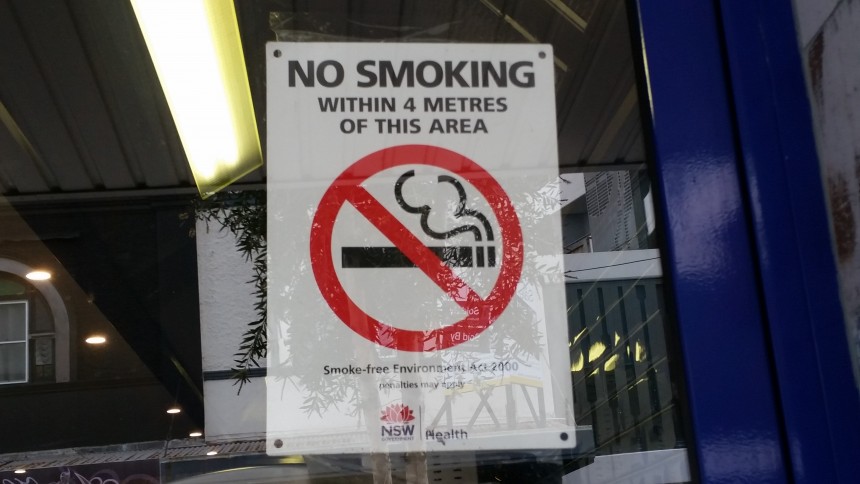 NO SMOKING
WITHIN 4 METRES
OF THIS AREA
Smoke-free Environment Act 2000
penalties may apply
NSW
GOVERNMENT
Health